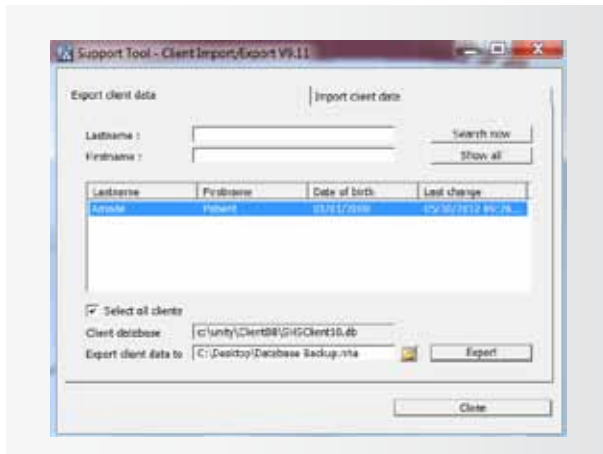 Support Tool - Client Import/Export V9.11
Export client data Import client data
Lastname :
Search now
Firstname :
Show all
Lastname Firstname Date of birth Last change
Patient
Select all clients
Client database
Export client data to C:\Desktop\Database Backup.nha Export
Close